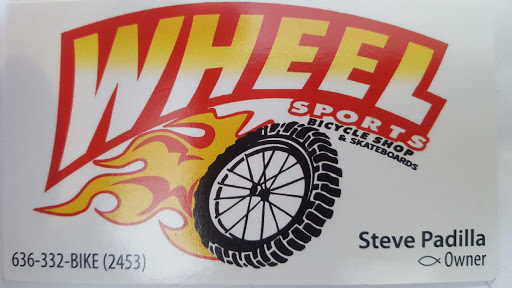 WHEEL
SPORTS
BICYCLE SHOP
& SKATEBOARDS
636-332-BIKE (2453)
Steve Padilla
Owner